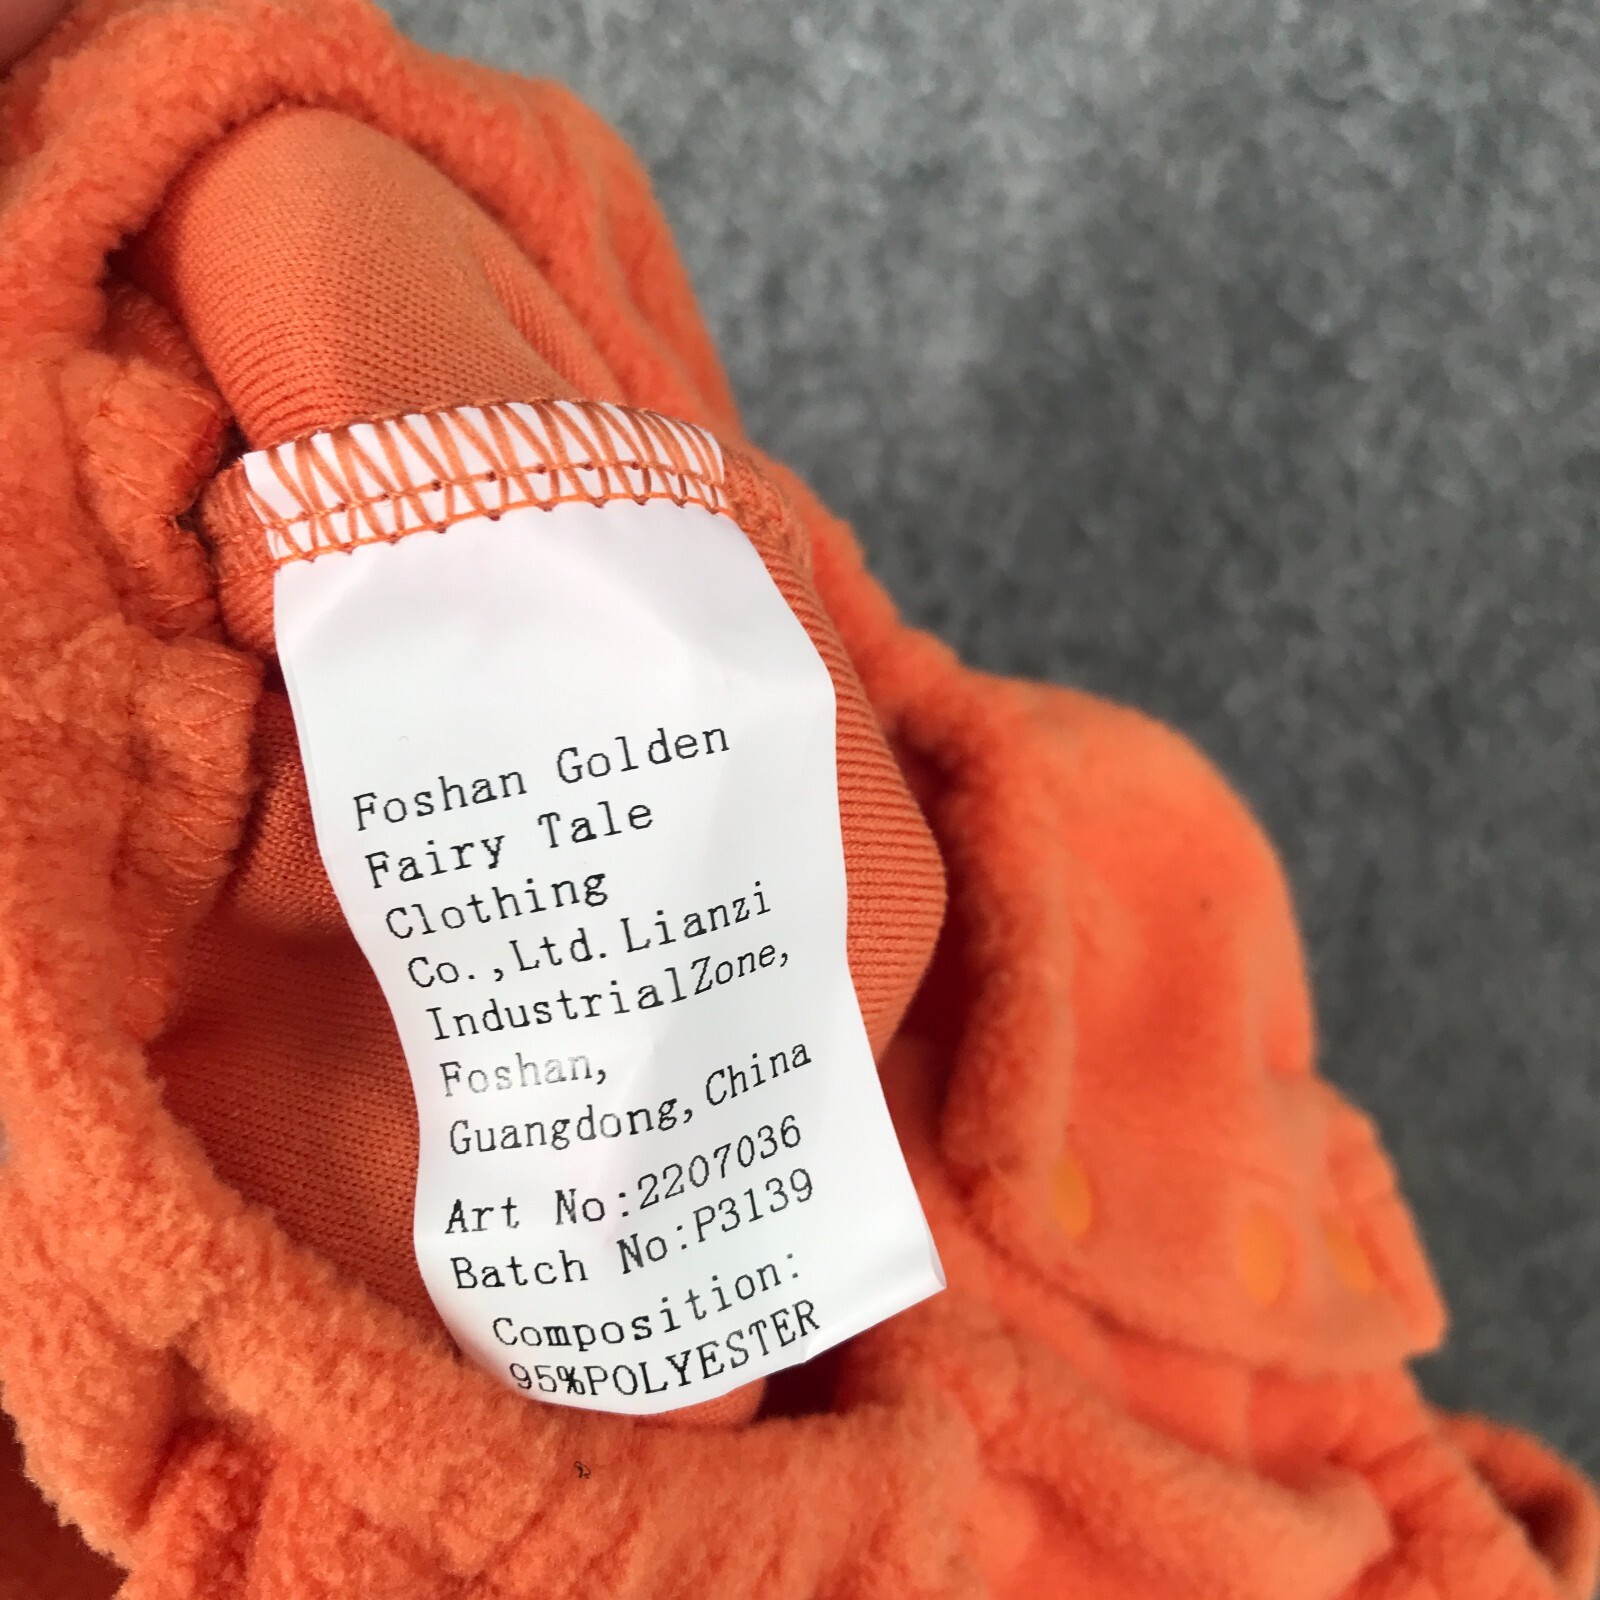 Foshan Golden
Fairy Tale
Clothing
Co.,Ltd.Lianzi
IndustrialZone,
Foshan,
Guangdong,China
Art No:2207036
Batch No:P3139
Composition:
95%POLYESTER